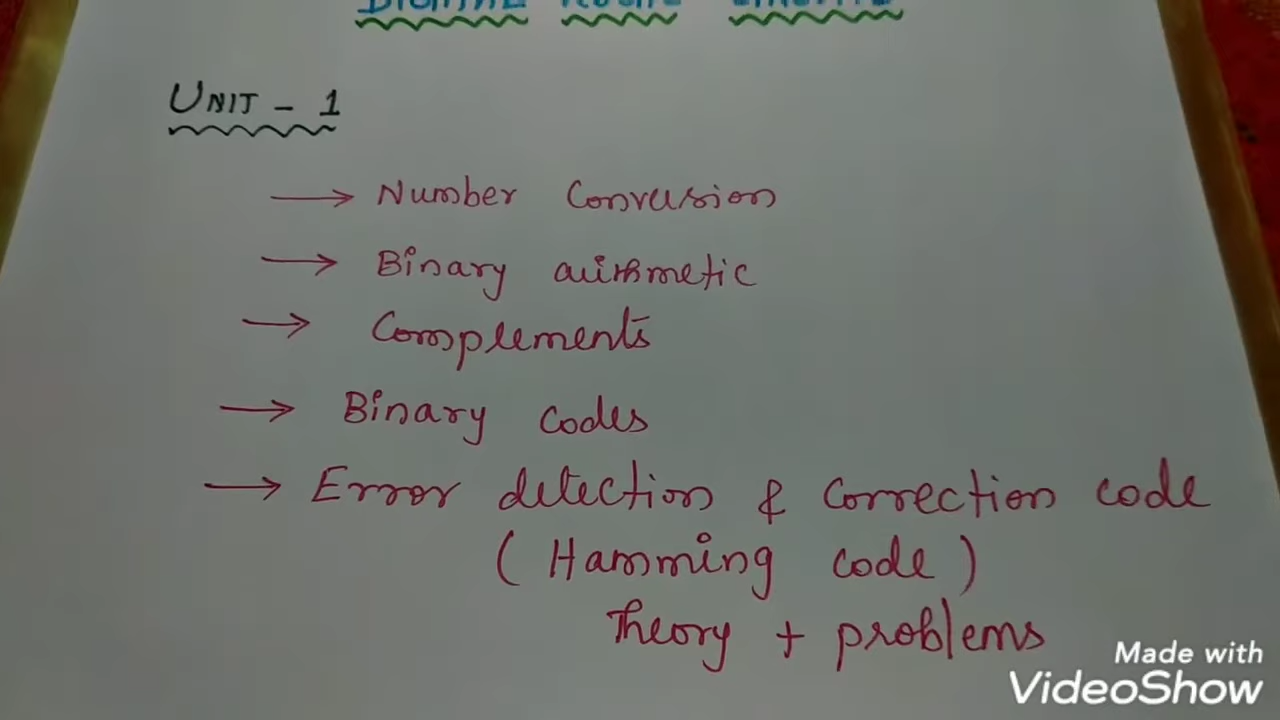 UNIT - 1
→ Number Conversion
→ Binary arithmetic
→ Complements
→ Binary codes
→ Error detection & correction code
(Hamming code)
Theory + problems
Made with
VideoShow